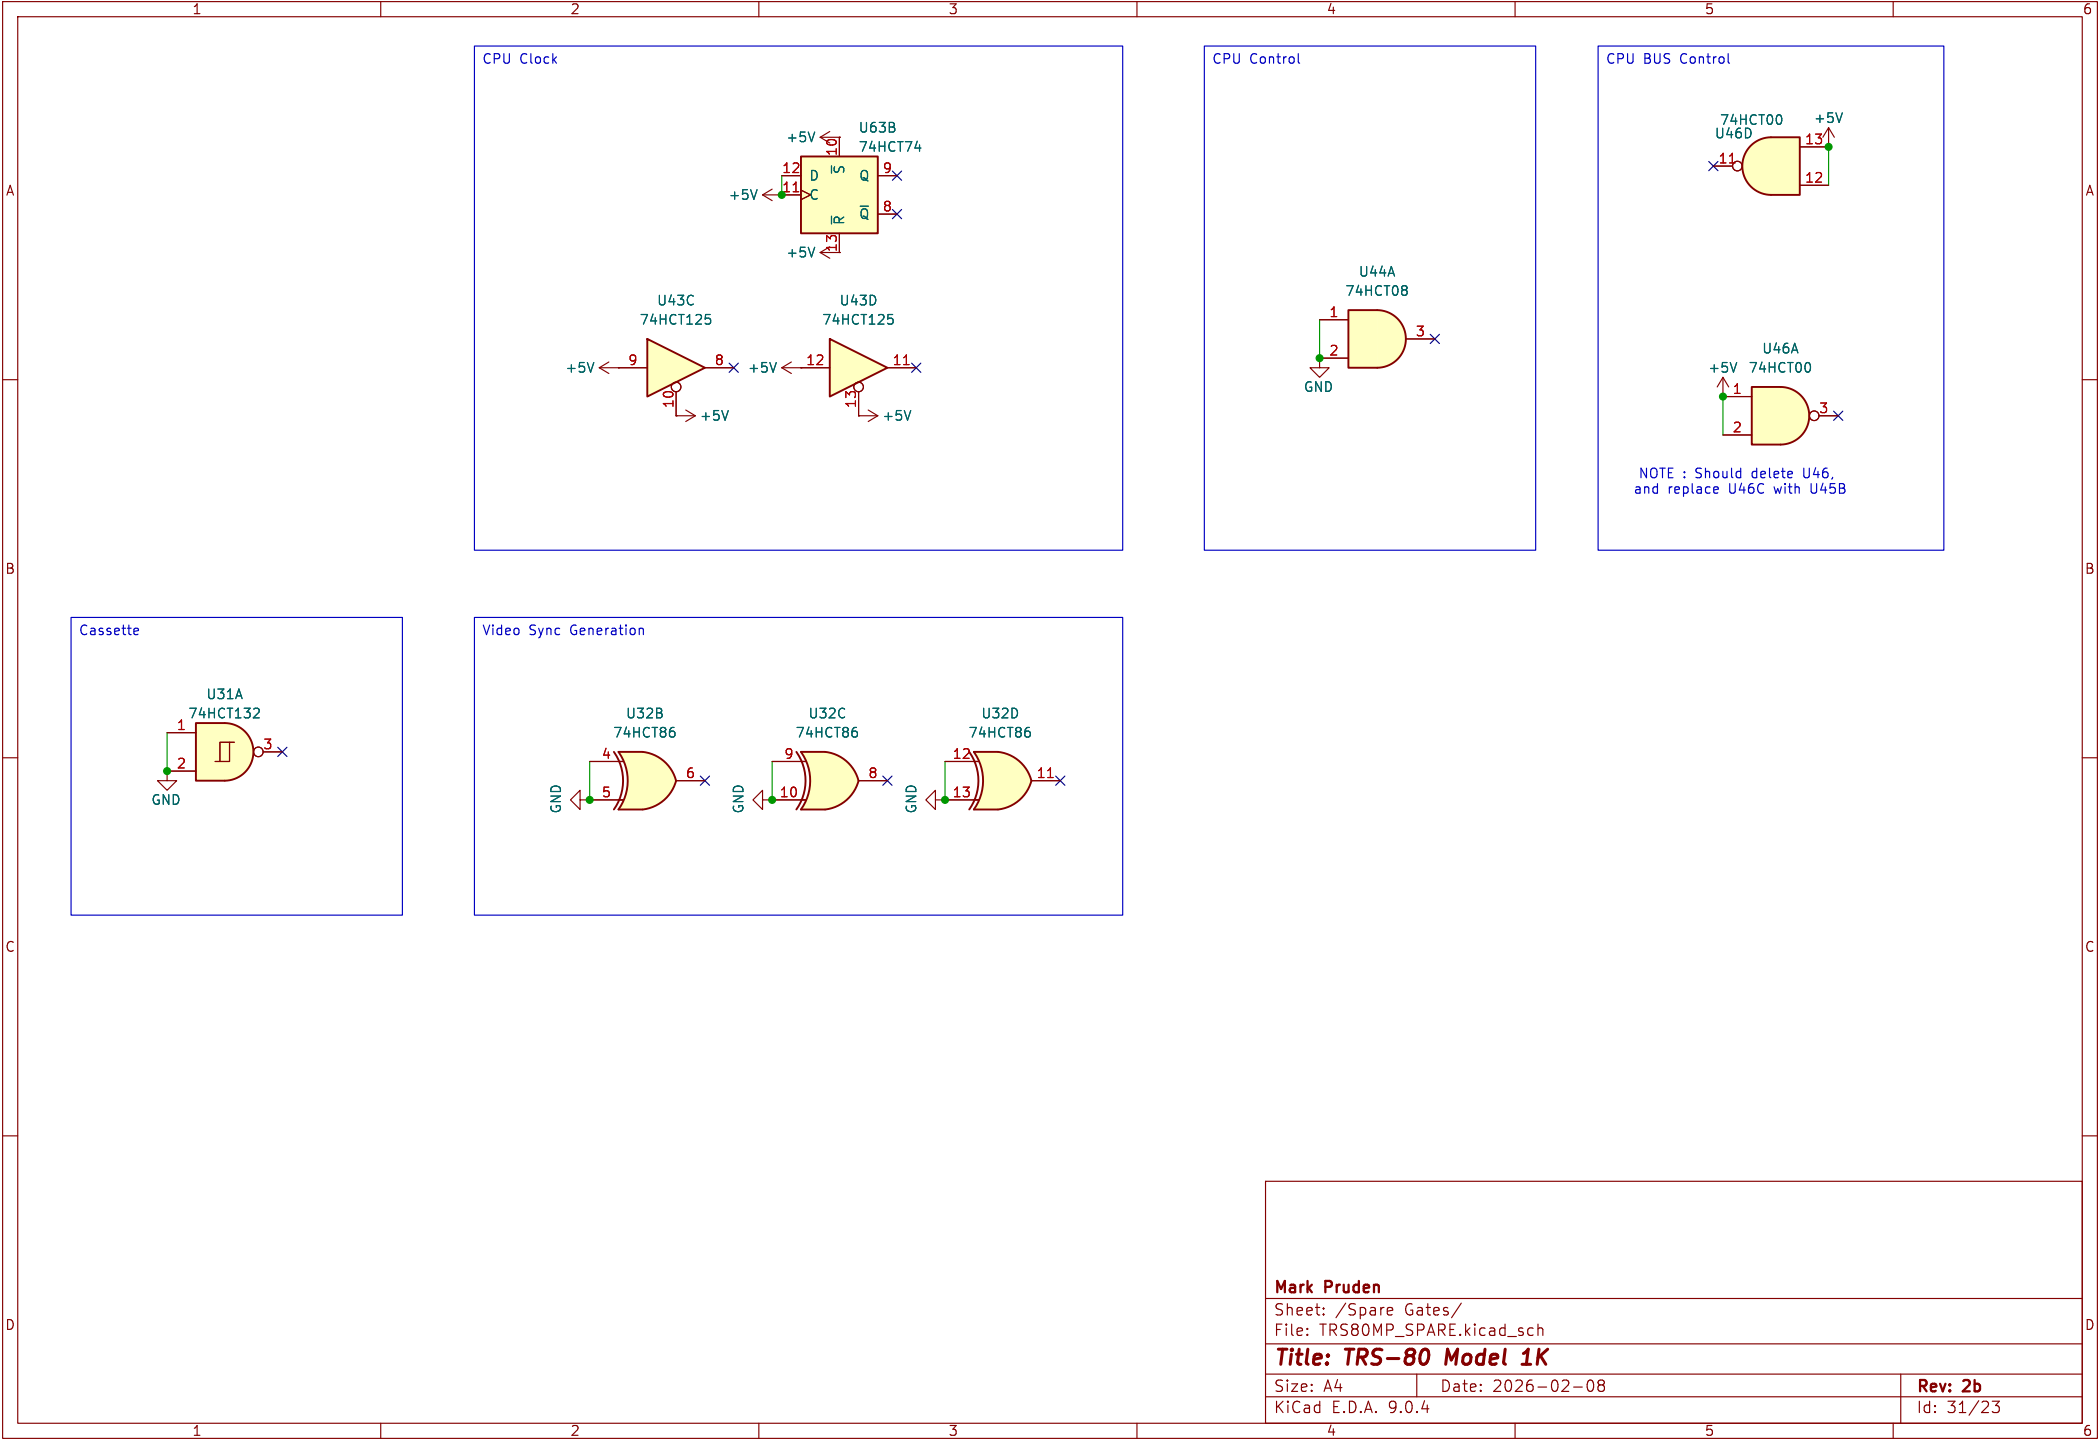 1 2 3 4 5 6
A
B
C
D
A
B
C
D
CPU Clock
+5V
10
U63B
74HCT74
12
D
S
Q
9
+5V
11
C
R
Q
8
+5V
13
U43C
74HCT125
+5V
9
8
10
+5V
U43D
74HCT125
+5V
12
11
13
+5V
CPU Control
U44A
74HCT08
1
2
3
GND
CPU BUS Control
74HCT00
U46D
+5V
13
11
12
U46A
74HCT00
+5V
1
2
3
NOTE : Should delete U46,
and replace U46C with U45B
Cassette
U31A
74HCT132
1
2
3
GND
Video Sync Generation
U32B
74HCT86
4
5
6
GND
U32C
74HCT86
9
10
8
GND
U32D
74HCT86
12
13
11
GND
Mark Pruden
Sheet: /Spare Gates/
File: TRS80MP_SPARE.kicad_sch
Title: TRS-80 Model 1K
Size: A4 Date: 2026-02-08 Rev: 2b
KiCad E.D.A. 9.0.4 Id: 31/23
1 2 3 4 5 6